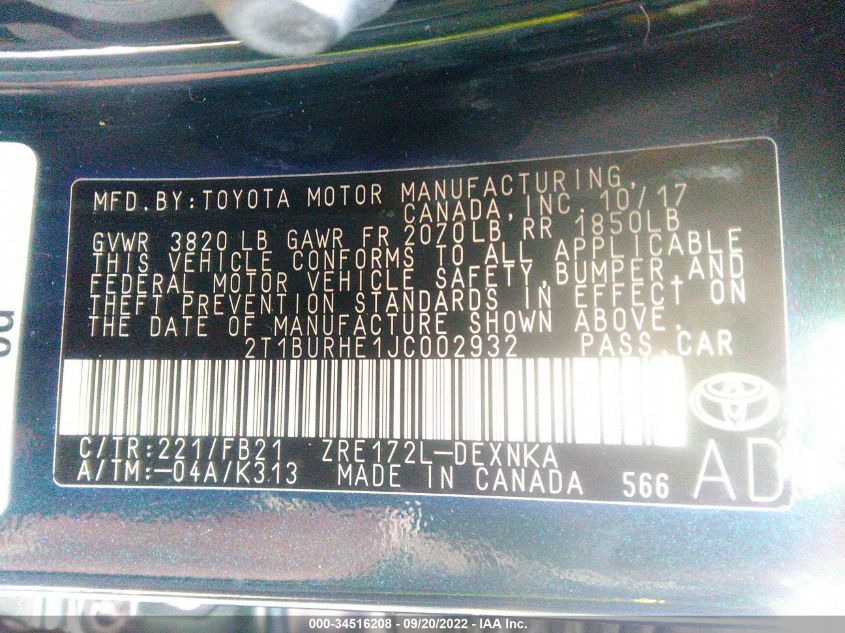 MFD.BY:TOYOTA MOTOR MANUFACTURING,
CANADA,INC. 10/17
GVWR 3820 LB GAWR FR 2070LB RR 1850LB
THIS VEHICLE CONFORMS TO ALL APPLICABLE
FEDERAL MOTOR VEHICLE SAFETY,BUMPER,AND
THEFT PREVENTION STANDARDS IN EFFECT ON
THE DATE OF MANUFACTURE SHOWN ABOVE.
2T1BURHE1JC002932 PASS.CAR
C/TR:221/FB21 ZRE172L-DEXNKA
A/TM:-04A/K313 MADE IN CANADA 566 AD
000-34516208 - 09/20/2022 - IAA Inc.